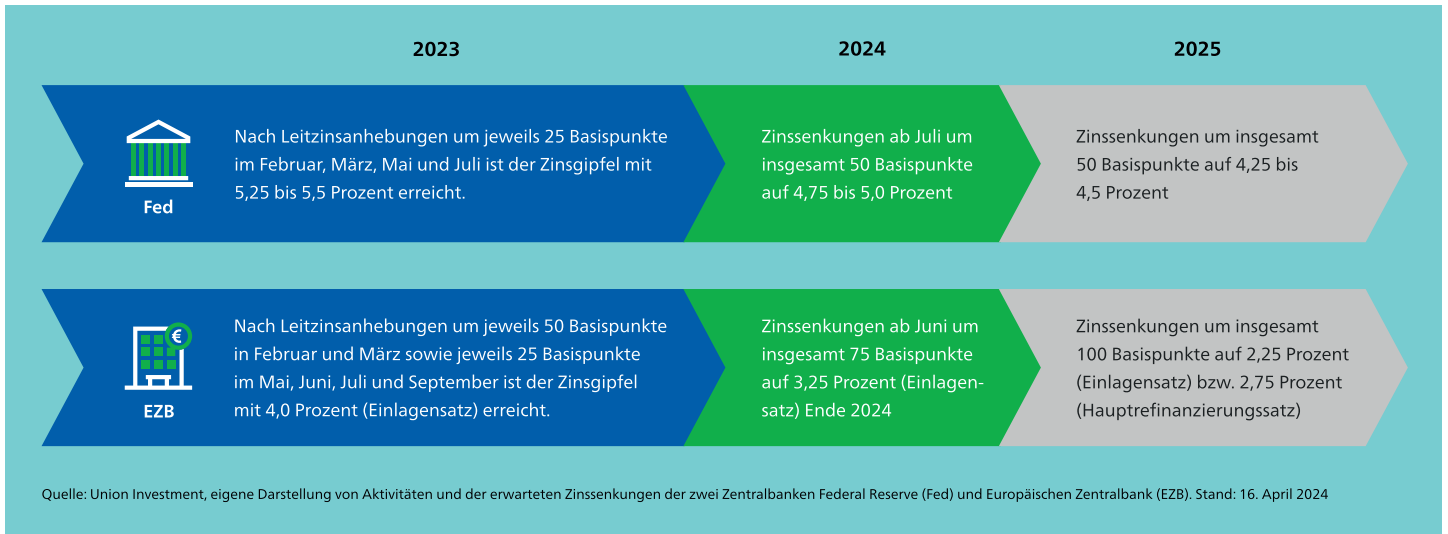 2023
2024
2025
Nach Leitzinsanhebungen um jeweils 25 Basispunkte
im Februar, März, Mai und Juli ist der Zinsgipfel mit
5,25 bis 5,5 Prozent erreicht.
Fed
Zinssenkungen ab Juli um
insgesamt 50 Basispunkte
auf 4,75 bis 5,0 Prozent
Zinssenkungen um insgesamt
50 Basispunkte auf 4,25 bis
4,5 Prozent
€
EZB
Nach Leitzinsanhebungen um jeweils 50 Basispunkte
in Februar und März sowie jeweils 25 Basispunkte
im Mai, Juni, Juli und September ist der Zinsgipfel
mit 4,0 Prozent (Einlagensatz) erreicht.
Zinssenkungen ab Juni um
insgesamt 75 Basispunkte
auf 3,25 Prozent (Einlagen-
satz) Ende 2024
Zinssenkungen um insgesamt
100 Basispunkte auf 2,25 Prozent
(Einlagensatz) bzw. 2,75 Prozent
(Hauptrefinanzierungssatz)
Quelle: Union Investment, eigene Darstellung von Aktivitäten und der erwarteten Zinssenkungen der zwei Zentralbanken Federal Reserve (Fed) und Europäischen Zentralbank (EZB). Stand: 16. April 2024